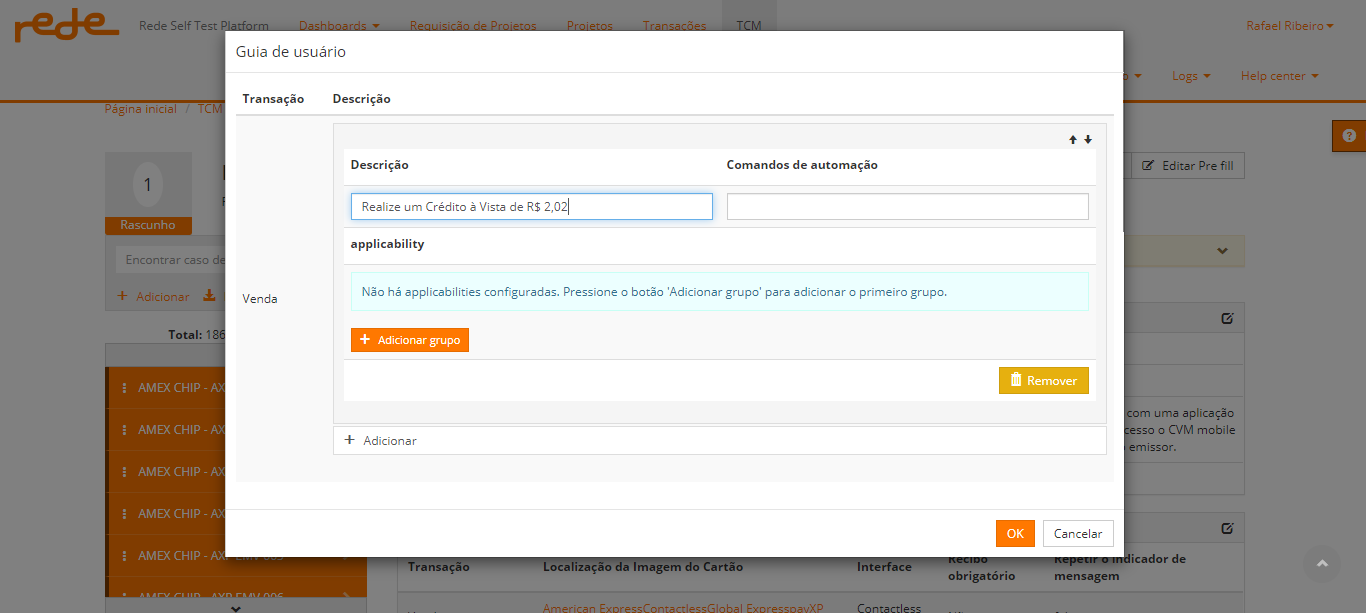 rede
Rede Self Test Platform
Dashboards
Requisição de Projetos
Projetos
Transações
TCM
Rafael Ribeiro
Logs
Help center
Página inicial / TCM
1
Rascunho
Editar Pre fill
Encontrar caso de
Adicionar
Total: 186
AMEX CHIP - AX
AMEX CHIP - AX
AMEX CHIP - AX
AMEX CHIP - AX
AMEX CHIP - AXP EMV 005
AMEX CHIP - AXP EMV 006
Guia de usuário
Transação
Descrição
Venda
Descrição
Comandos de automação
Realize um Crédito à Vista de R$ 2,02
applicability
Não há applicabilities configuradas. Pressione o botão 'Adicionar grupo' para adicionar o primeiro grupo.
Adicionar grupo
Remover
Adicionar
OK
Cancelar
com uma aplicação
cesso o CVM mobile
emissor.
Transação
Localização da Imagem do Cartão
Interface
Recibo
obrigatório
Repetir o indicador de
mensagem
American ExpressContactlessGlobal ExpresspayXP
Contactless